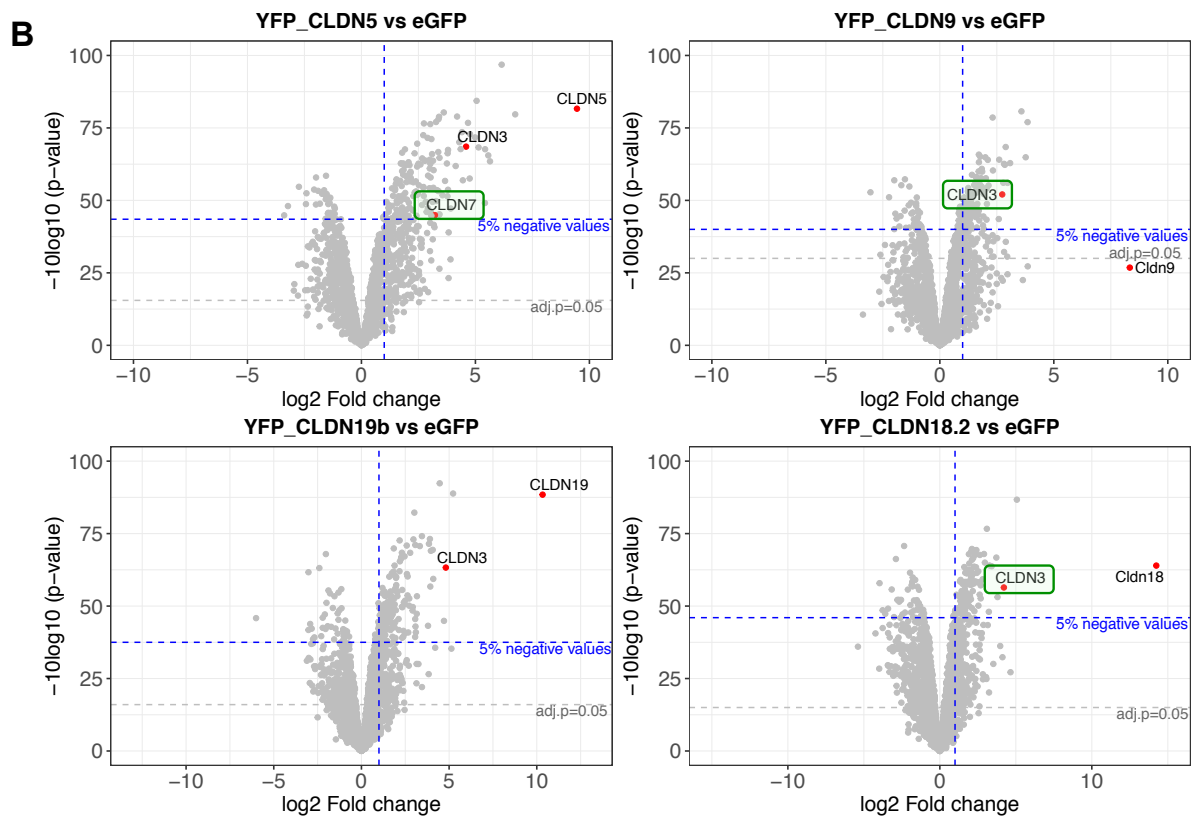 B
YFP_CLDN5 vs eGFP
100
75
50
25
0
−10log10 (p−value)
CLDN5
CLDN3
CLDN7
5% negative values
adj.p=0.05
−10
−5
0
5
10
log2 Fold change
YFP_CLDN9 vs eGFP
100
75
50
25
0
−10log10 (p−value)
CLDN3
5% negative values
adj.p=0.05
Cldn9
−10
−5
0
5
10
log2 Fold change
YFP_CLDN19b vs eGFP
100
75
50
25
0
−10log10 (p−value)
CLDN19
CLDN3
5% negative values
adj.p=0.05
−10
−5
0
5
10
log2 Fold change
YFP_CLDN18.2 vs eGFP
100
75
50
25
0
−10log10 (p−value)
CLDN3
Cldn18
5% negative values
adj.p=0.05
−10
0
10
log2 Fold change